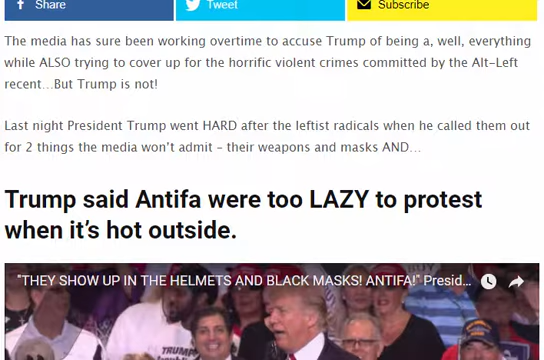 Share Tweet Subscribe
The media has sure been working overtime to accuse Trump of being a, well, everything
while ALSO trying to cover up for the horrific violent crimes committed by the Alt-Left
recent…But Trump is not!
Last night President Trump went HARD after the leftist radicals when he called them out
for 2 things the media won’t admit – their weapons and masks AND…
Trump said Antifa were too LAZY to protest
when it’s hot outside.
"THEY SHOW UP IN THE HELMETS AND BLACK MASKS! ANTIFA!" Presid...
TRUMP